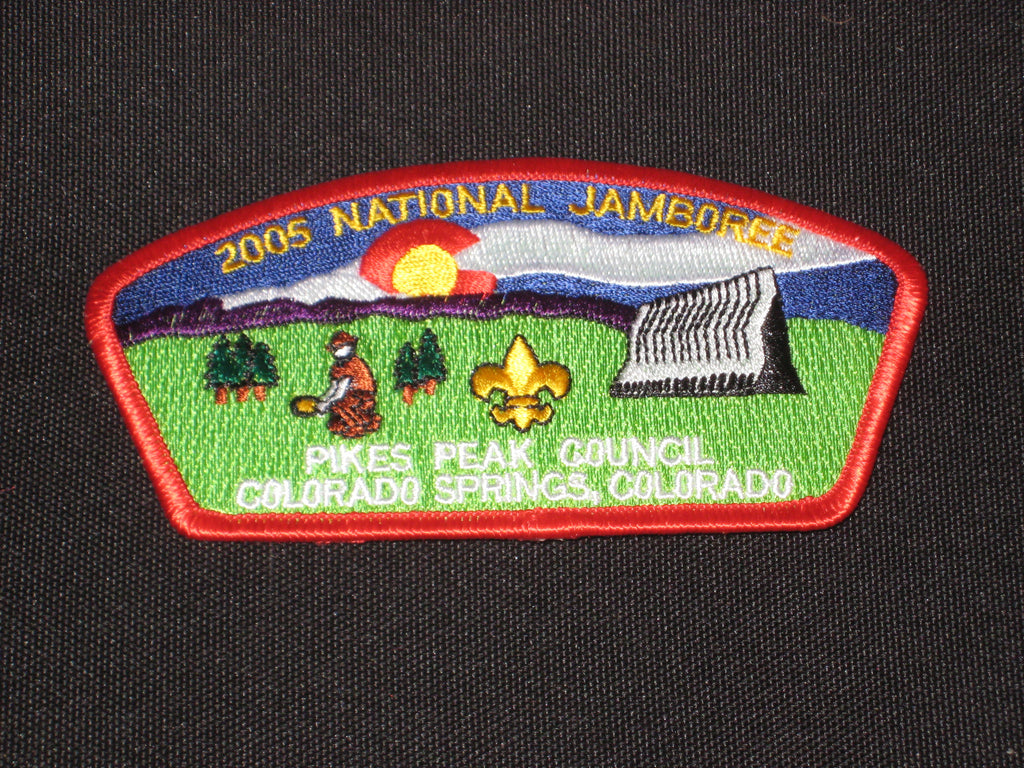 2005 NATIONAL JAMBOREE
PIKES PEAK COUNCIL
COLORADO SPRINGS, COLORADO